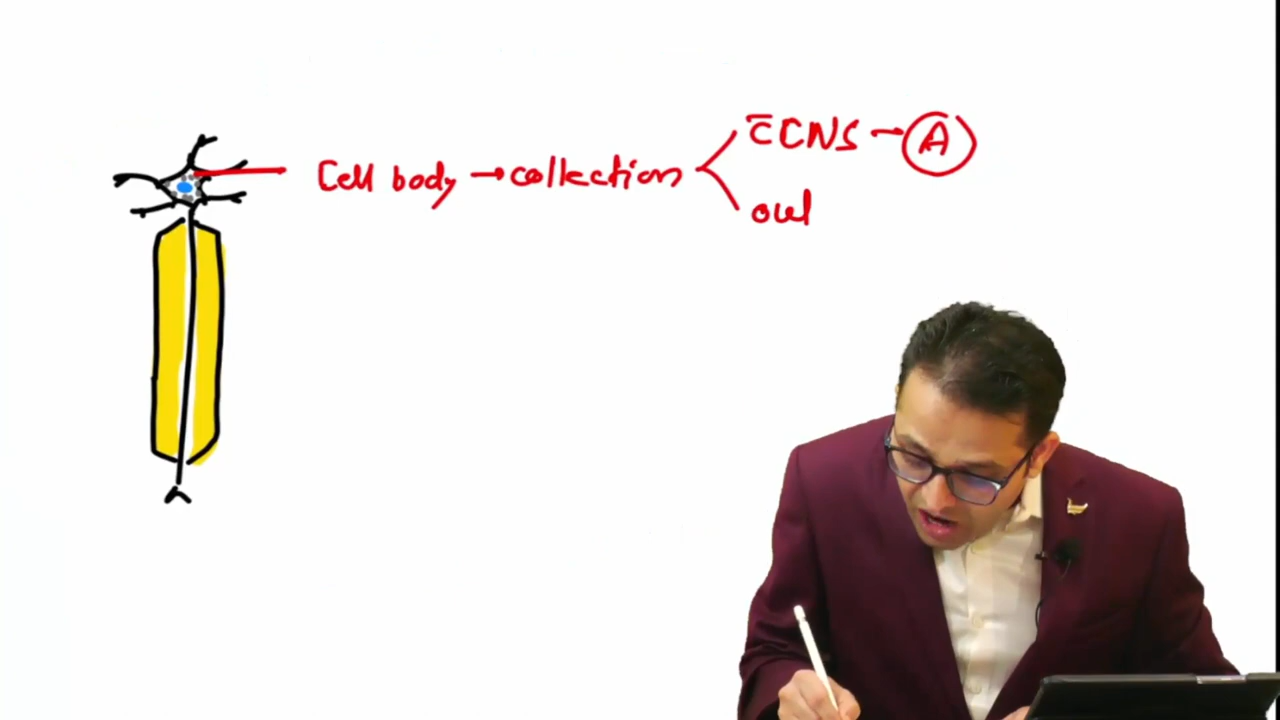 c̄ CNS → A
Cell body → collection
out